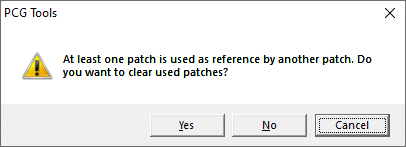 PCG Tools
At least one patch is used as reference by another patch. Do
you want to clear used patches?
Yes
No
Cancel